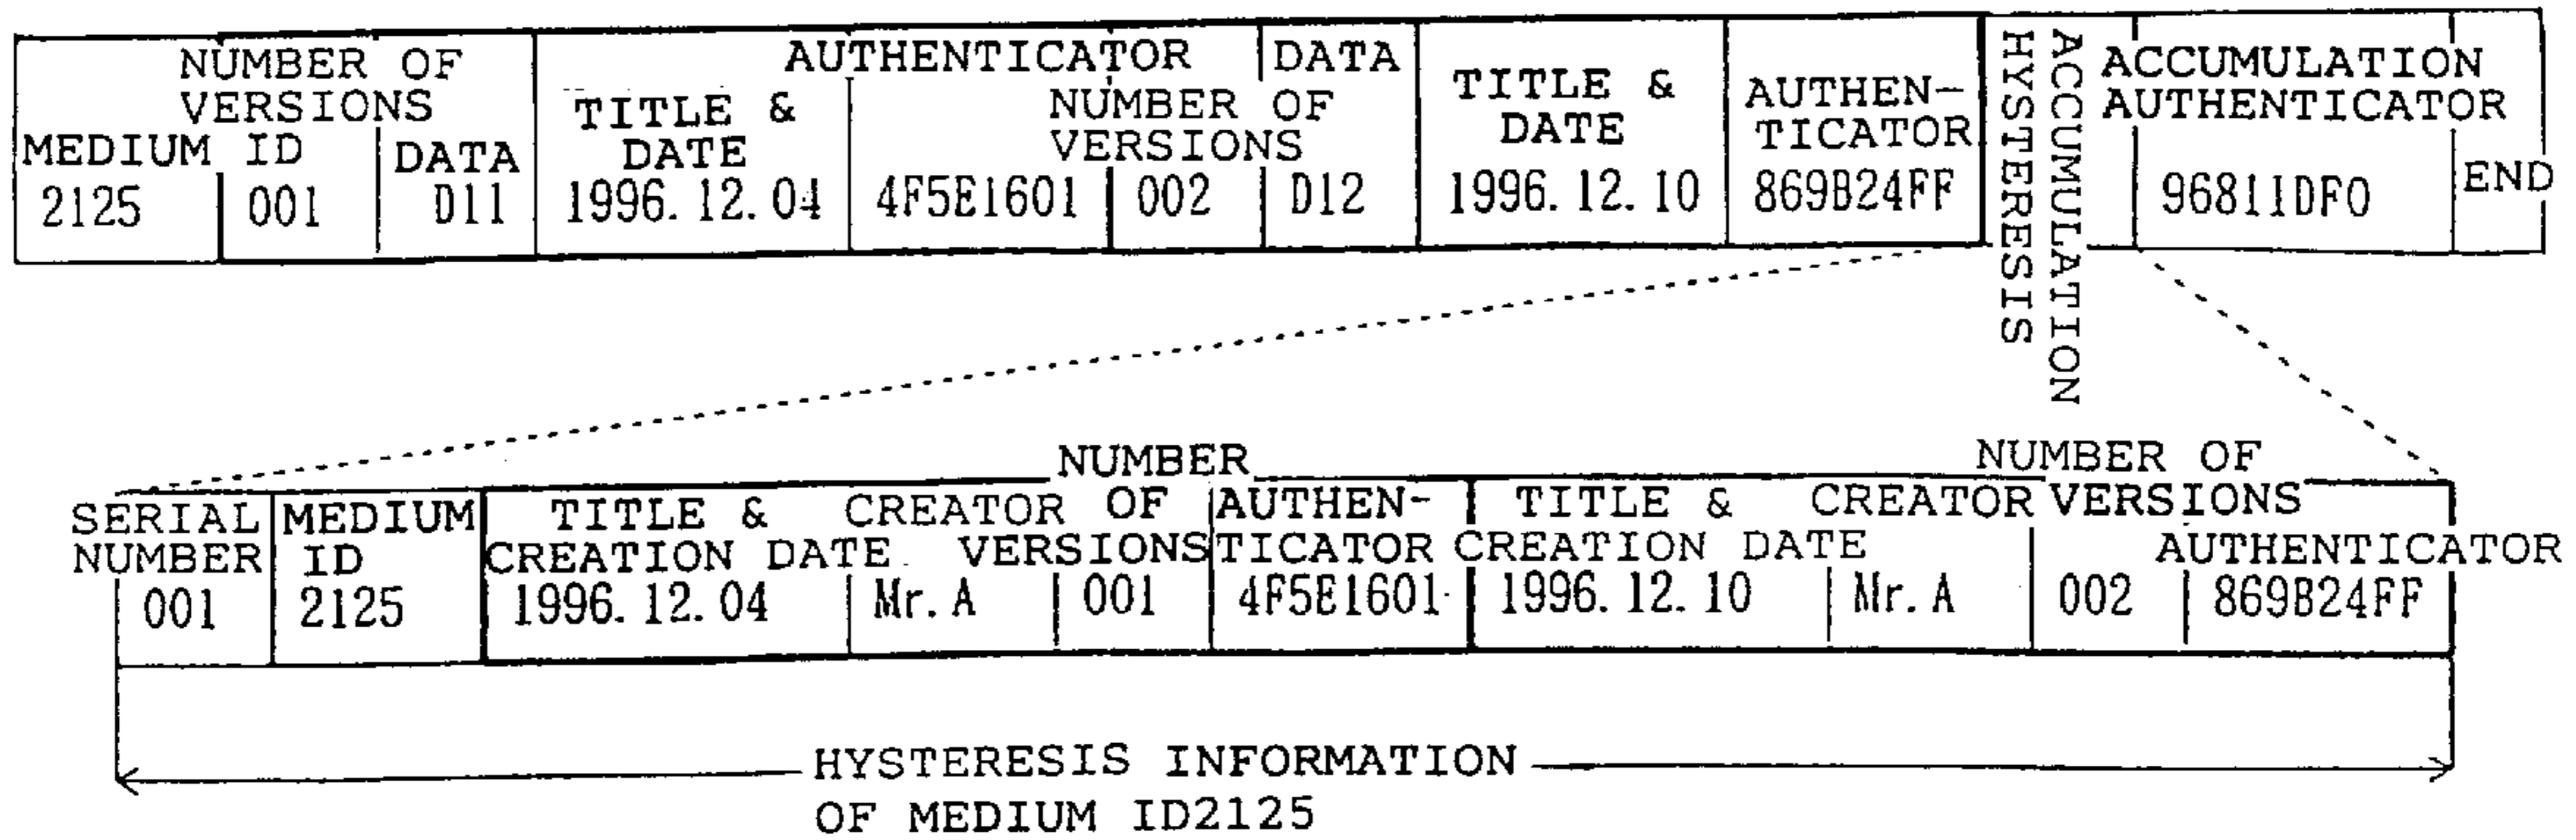 NUMBER OF
VERSIONS
MEDIUM ID
DATA
2125
001
D11
TITLE &
DATE
1996.12.04
AUTHENTICATOR
4F5E1601
NUMBER OF
VERSIONS
002
DATA
D12
TITLE &
DATE
1996.12.10
AUTHEN-
TICATOR
869B24FF
ACCUMULATION
HYSTERESIS
ACCUMULATION
AUTHENTICATOR
96811DF0
END
SERIAL
NUMBER
001
MEDIUM
ID
2125
TITLE &
CREATION DATE
1996.12.04
CREATOR
Mr.A
NUMBER
OF
VERSIONS
001
AUTHEN-
TICATOR
4F5E1601
TITLE &
CREATION DATE
1996.12.10
CREATOR
Mr.A
NUMBER OF
VERSIONS
002
AUTHENTICATOR
869B24FF
HYSTERESIS INFORMATION
OF MEDIUM ID2125